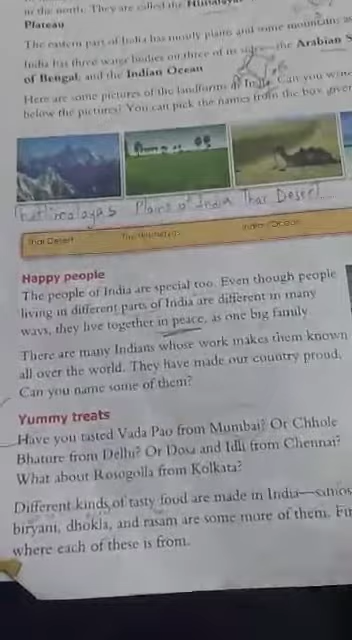 in the north. They are called the Himalayas
Plateau
The eastern part of India has mostly plains and some mountains
India has three water bodies on three of its sides—the Arabian S
of Bengal, and the Indian Ocean
Here are some pictures of the landforms of India. Can you write
below the pictures? You can pick the names from the box given
The Himalayas Plains of India Thar Desert
Thar Desert The Himalayas Indian Ocean
Happy people
The people of India are special too. Even though people
living in different parts of India are different in many
ways, they live together in peace, as one big family
There are many Indians whose work makes them known
all over the world. They have made our country proud.
Can you name some of them?
Yummy treats
Have you tasted Vada Pao from Mumbai? Or Chhole
Bhature from Delhi? Or Dosa and Idli from Chennai?
What about Rosogolla from Kolkata?
Different kinds of tasty food are made in India—samos
biryani, dhokla, and rasam are some more of them. Fi
where each of these is from.